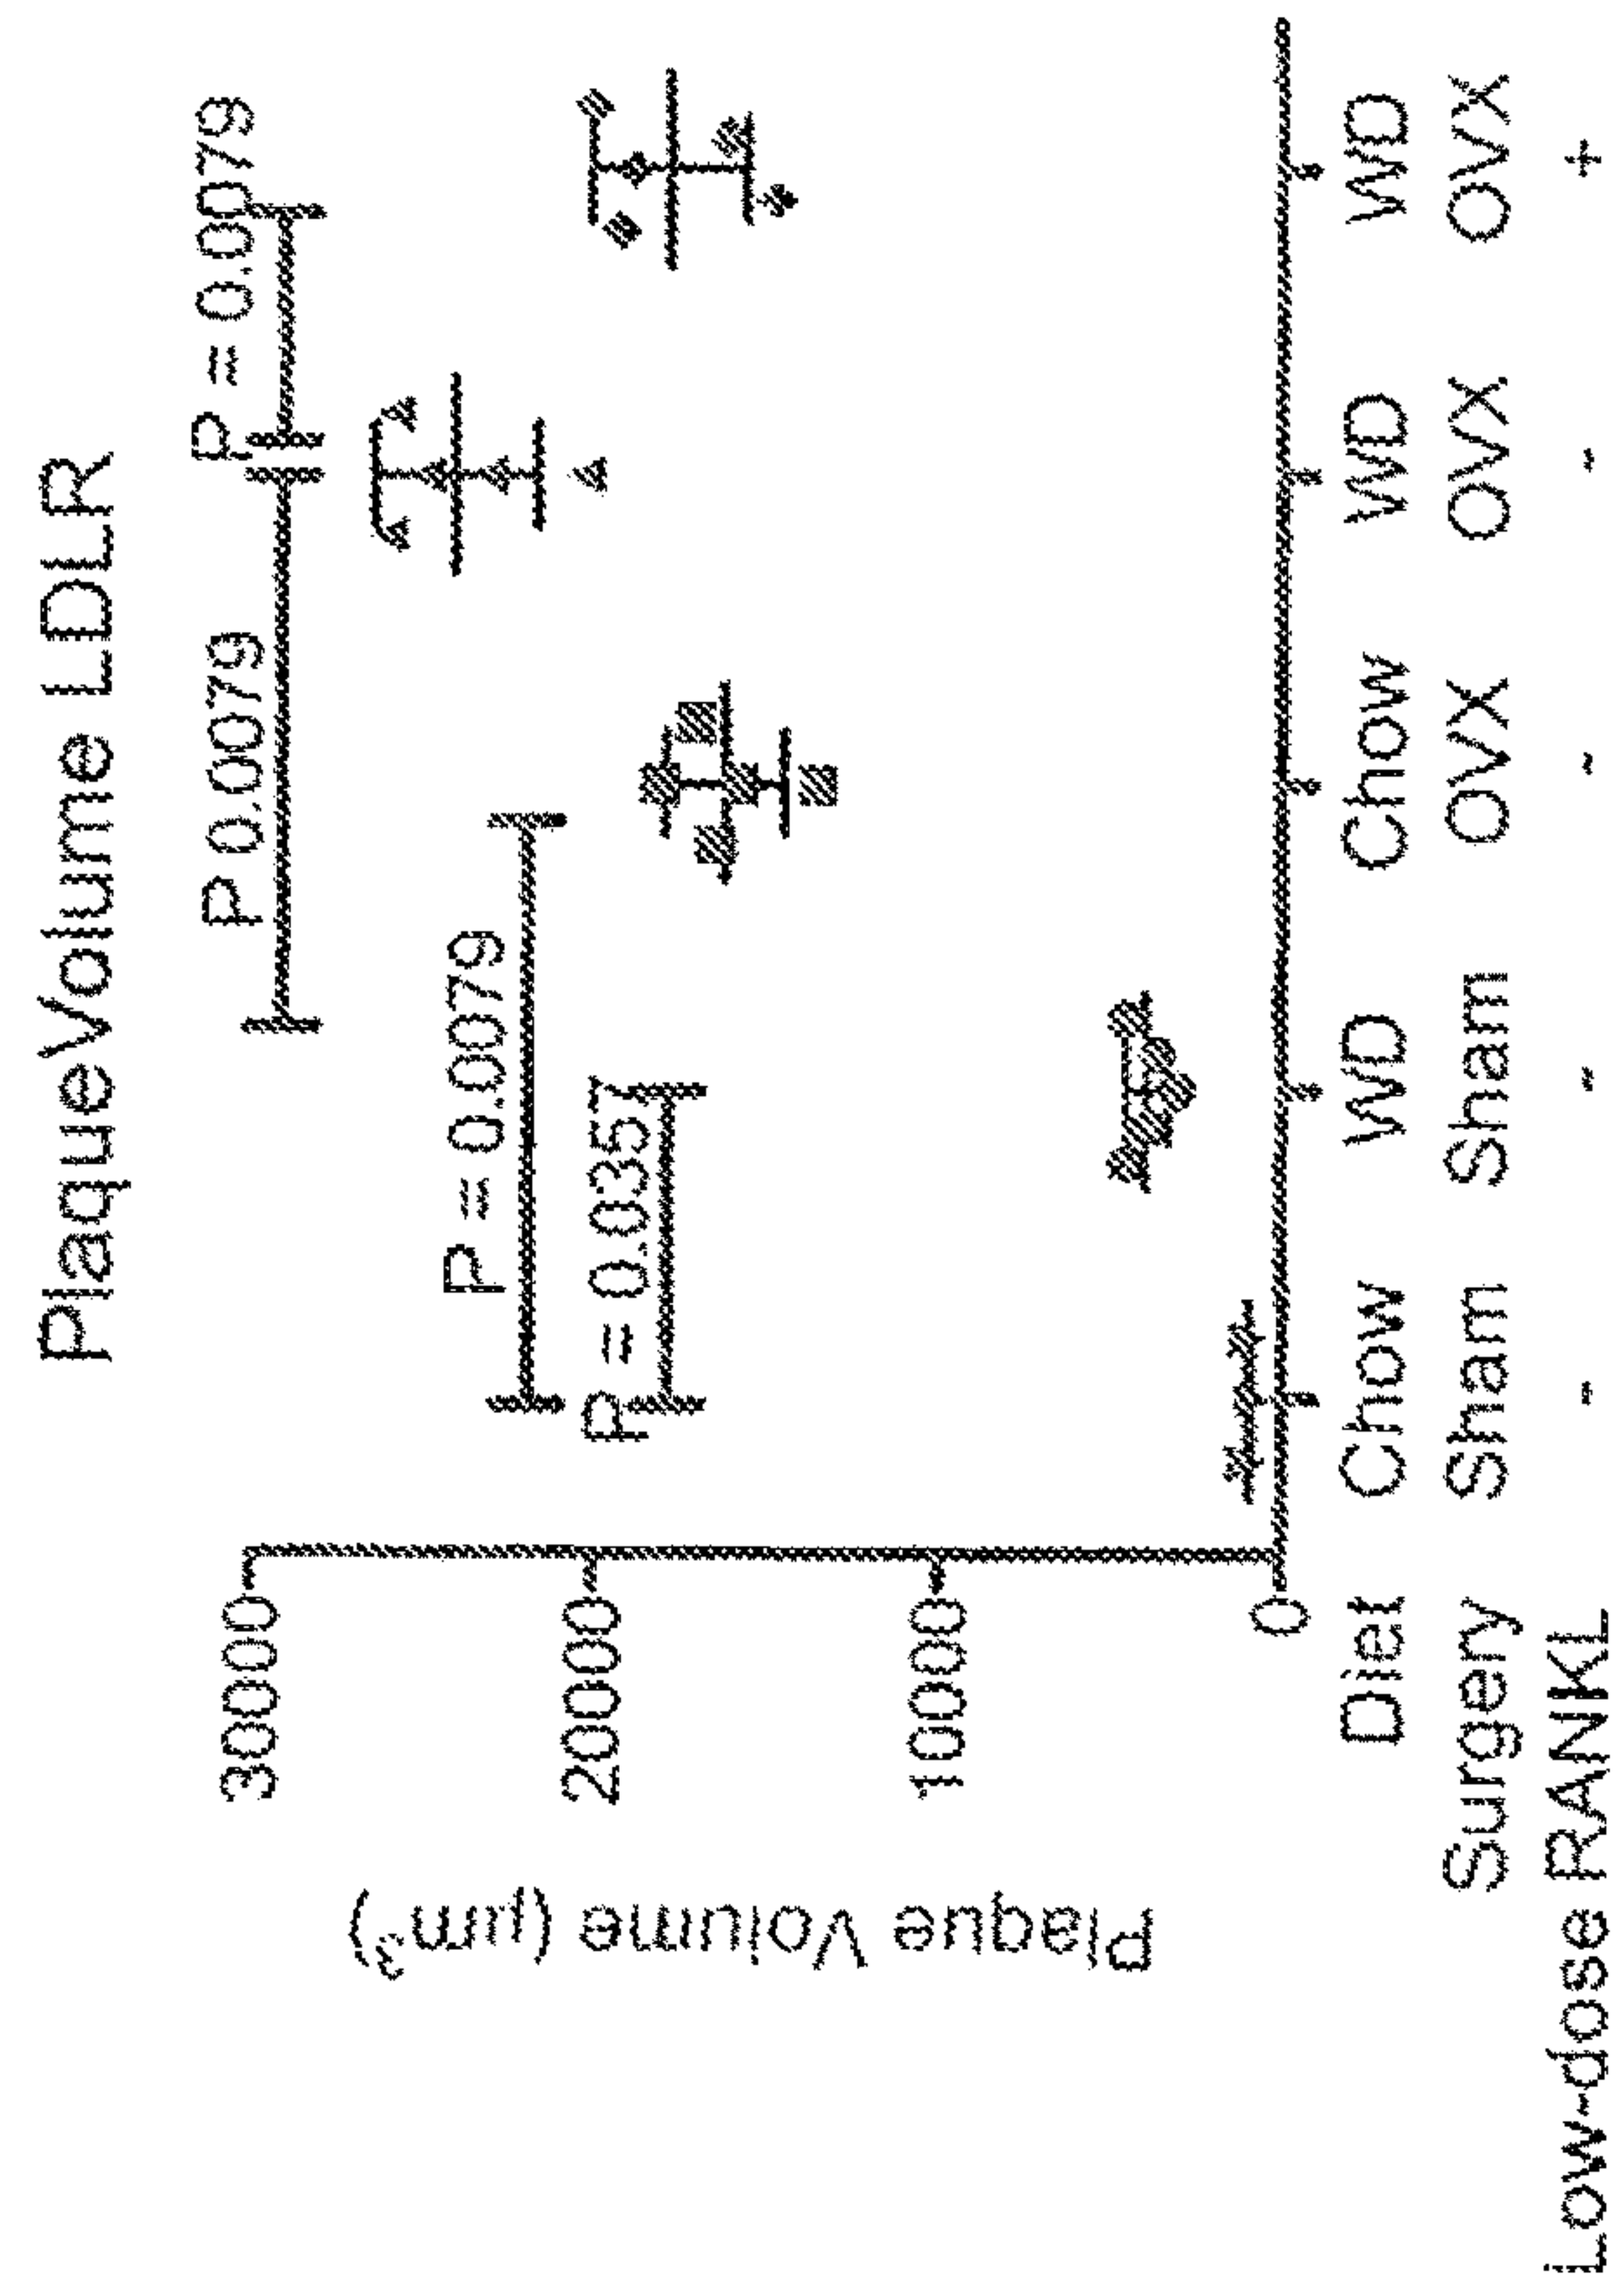 PlaqueVolume LDLR
P 0.0079
P = 0.0079
P = 0.0079
P = 0.0357
Plaque Volume (µm³)
30000
20000
10000
0
Diet Chow WD Chow WD WD
Surgery Sham Sham OVX OVX OVX
Low-dose RANKL - - - - +